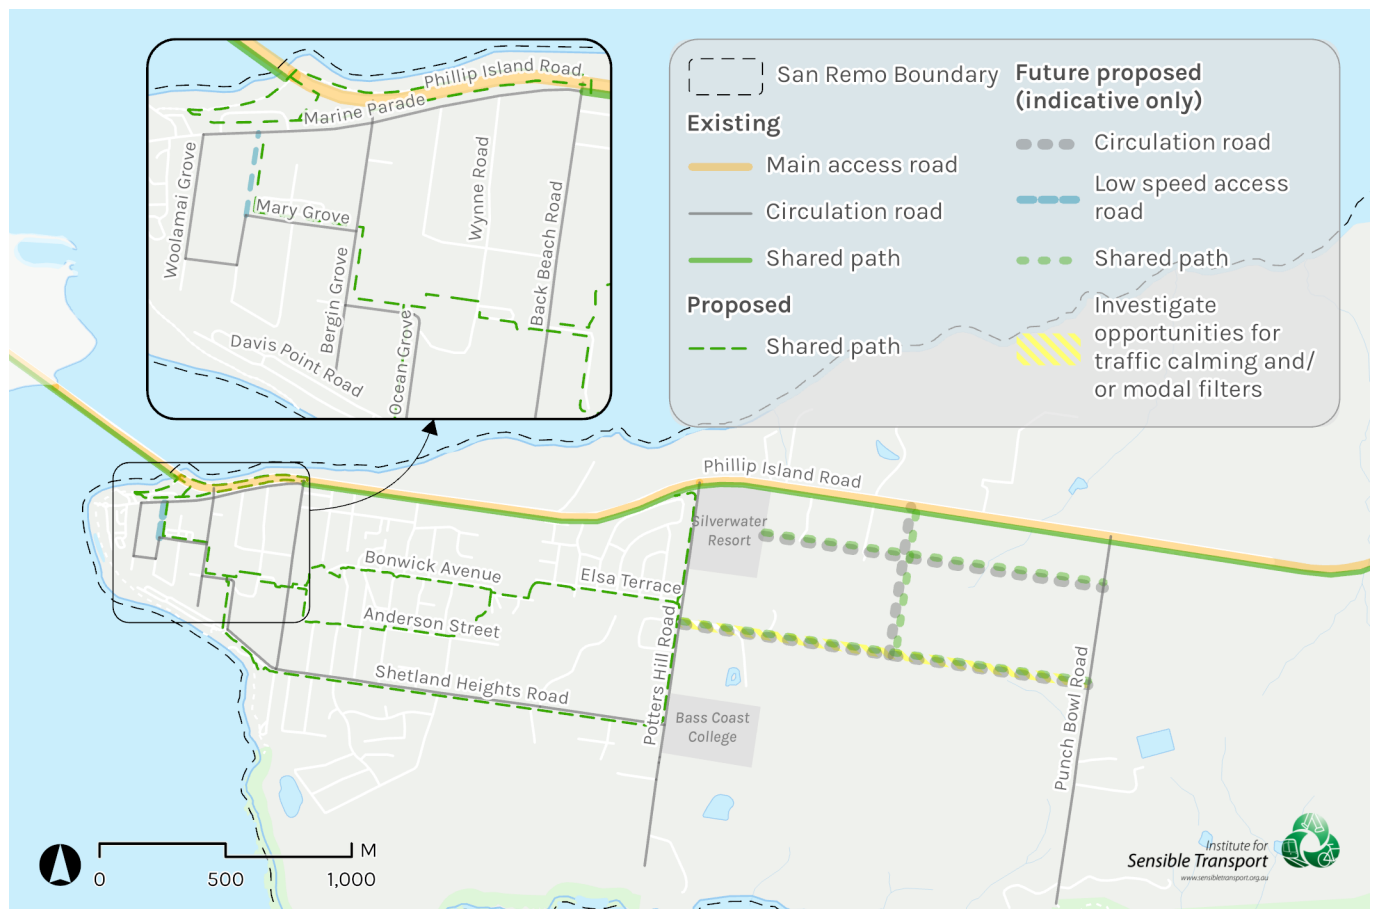 San Remo Boundary
Existing
Main access road
Circulation road
Shared path
Proposed
Shared path
Future proposed
(indicative only)
Circulation road
Low speed access
road
Shared path
Investigate
opportunities for
traffic calming and/
or modal filters
Phillip Island Road
Marine Parade
Woolamai Grove
Mary Grove
Wynne Road
Back Beach Road
Bergin Grove
Ocean Grove
Davis Point Road
Phillip Island Road
Silverwater
Resort
Bonwick Avenue
Elsa Terrace
Anderson Street
Shetland Heights Road
Potters Hill Road
Bass Coast
College
Punch Bowl Road
M
0 500 1,000
Institute for
Sensible Transport
www.sensibletransport.org.au